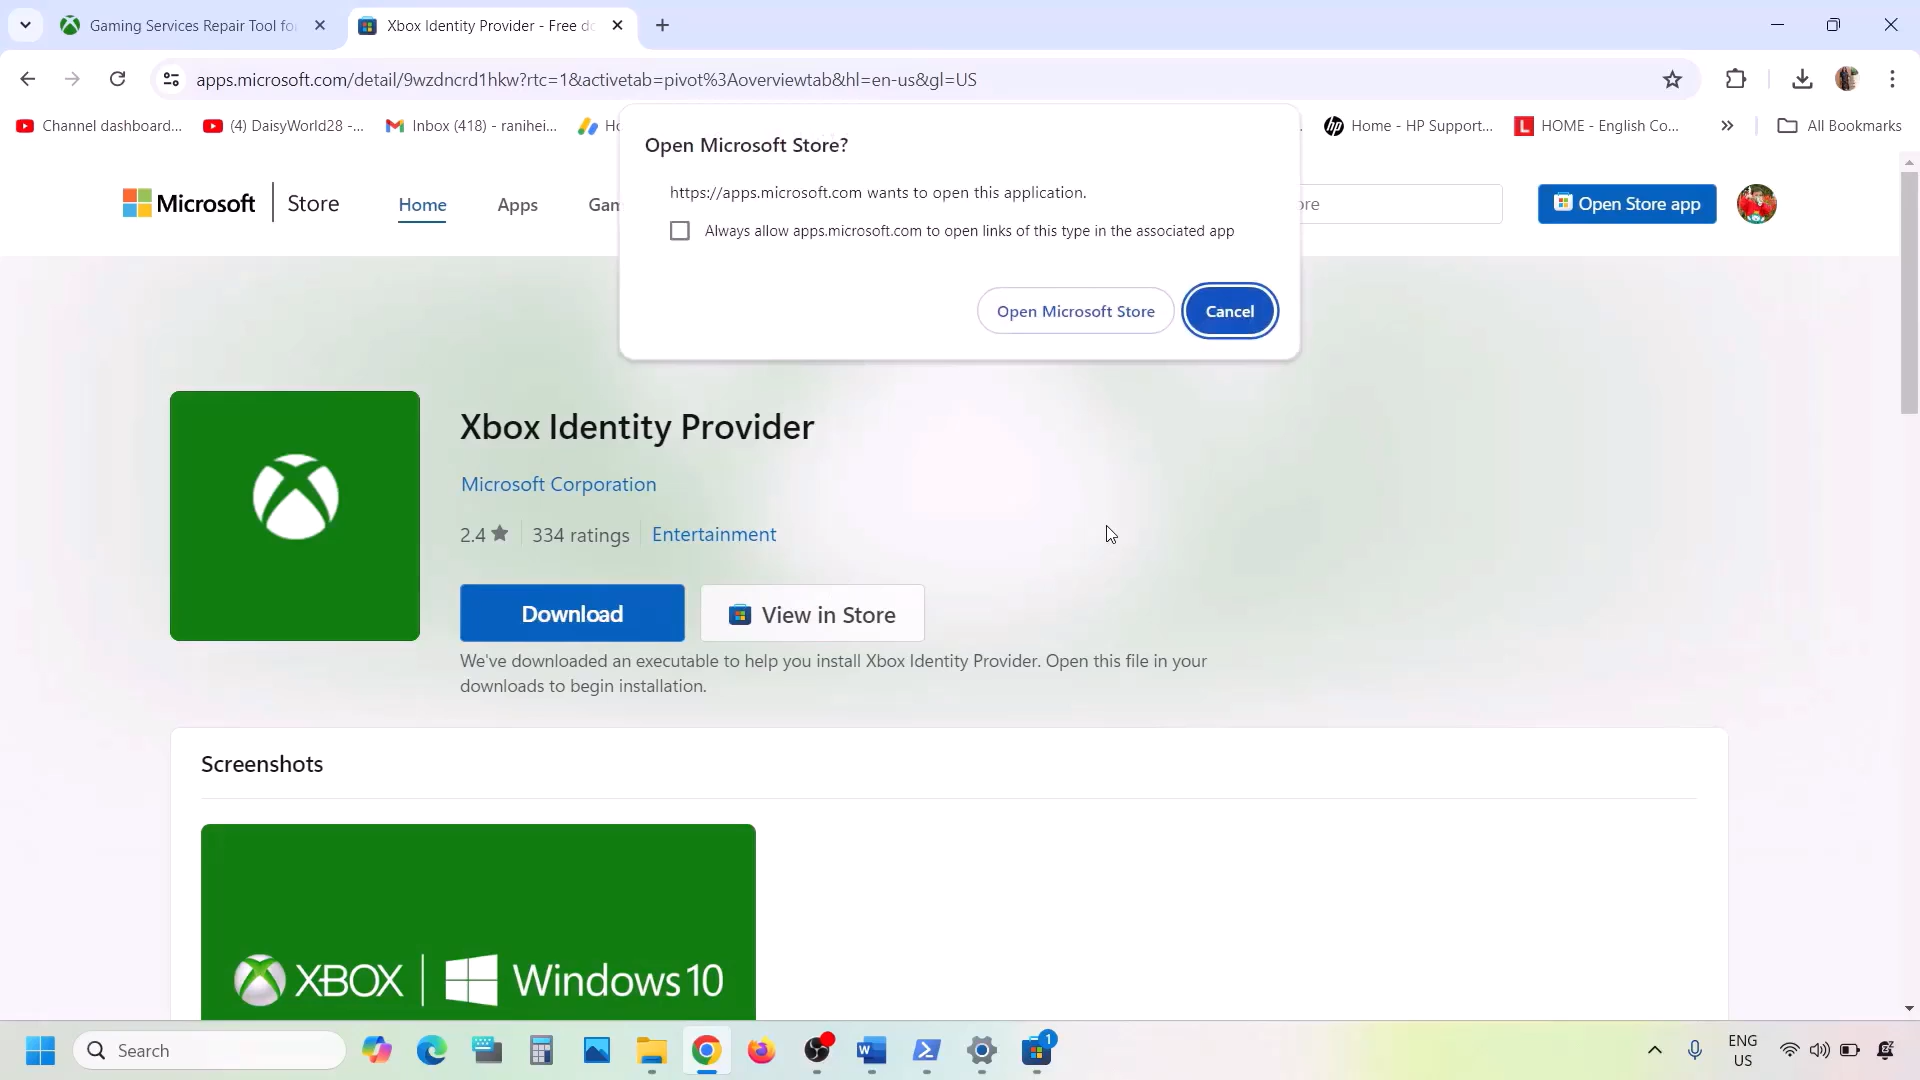 Gaming Services Repair Tool fo
Xbox Identity Provider - Free do
apps.microsoft.com/detail/9wzdncrd1hkw?rtc=1&activetab=pivot%3Aoverviewtab&hl=en-us&gl=US
Channel dashboard...
(4) DaisyWorld28 -...
Inbox (418) - ranihei...
Home - HP Support...
HOME - English Co...
All Bookmarks
Open Microsoft Store?
https://apps.microsoft.com wants to open this application.
Always allow apps.microsoft.com to open links of this type in the associated app
Open Microsoft Store
Cancel
Microsoft
Store
Home
Apps
Gam
ore
Open Store app
Xbox Identity Provider
Microsoft Corporation
2.4
334 ratings
Entertainment
Download
View in Store
We've downloaded an executable to help you install Xbox Identity Provider. Open this file in your
downloads to begin installation.
Screenshots
XBOX
Windows 10
Search
1
ENG
US